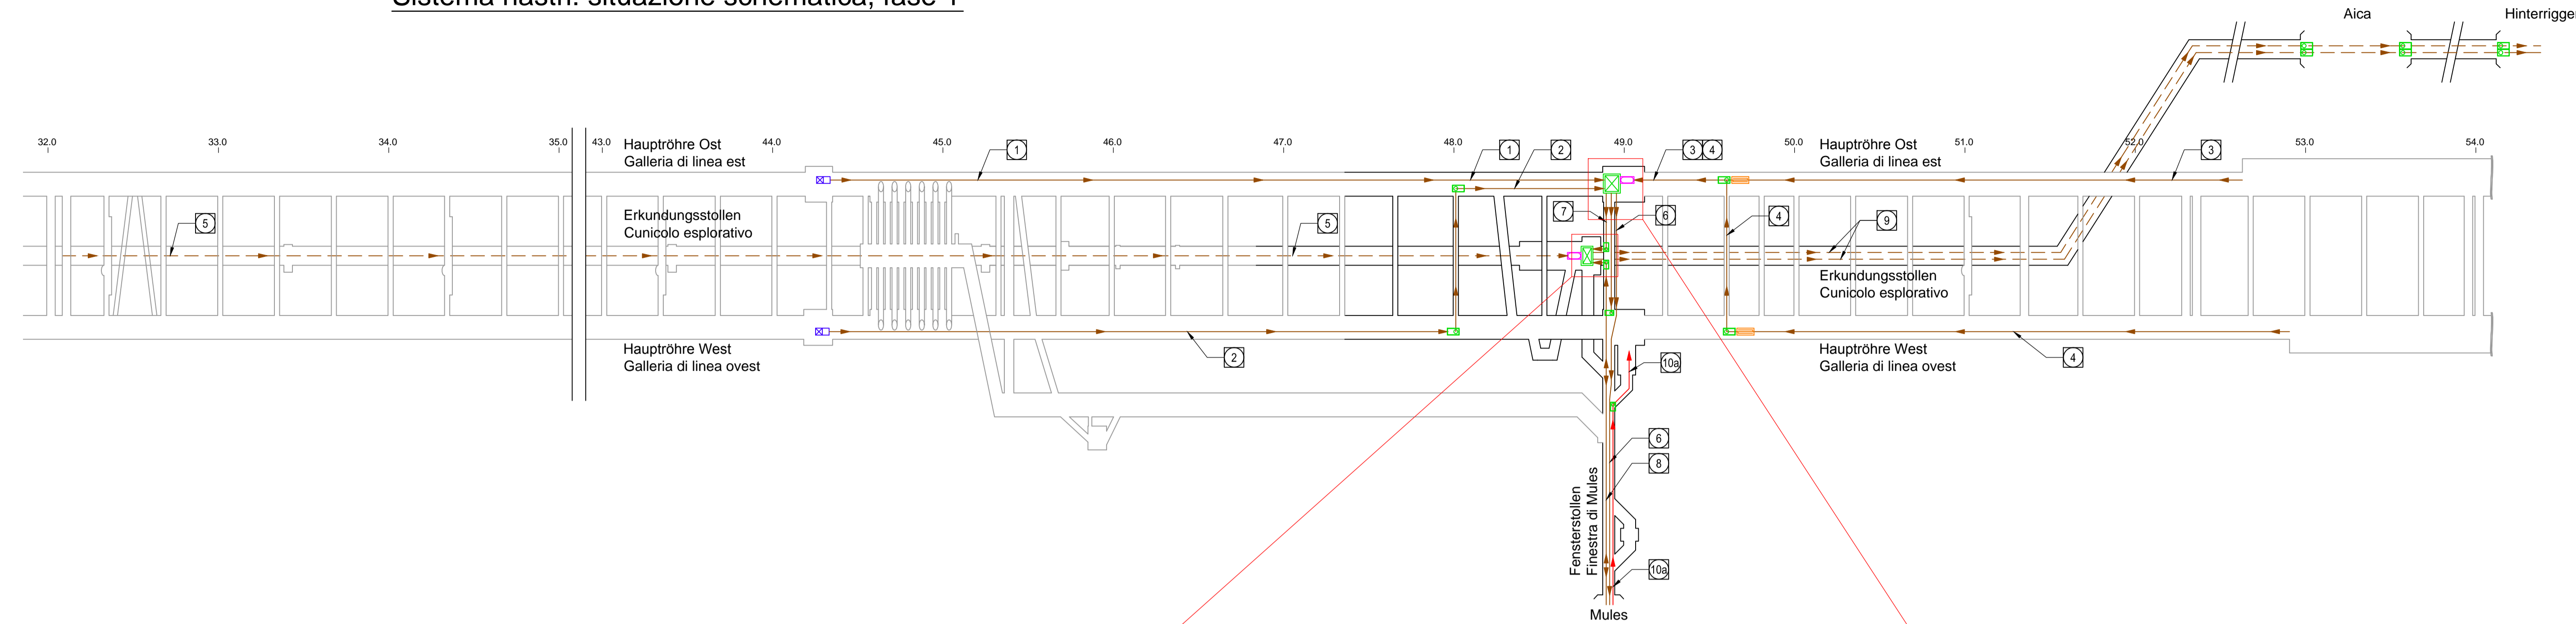 Aica
Hinterrigger
32.0
33.0
34.0
35.0
43.0
44.0
45.0
46.0
47.0
48.0
49.0
50.0
51.0
52.0
53.0
54.0
Hauptröhre Ost
Galleria di linea est
Hauptröhre Ost
Galleria di linea est
1
1
2
3
4
3
5
Erkundungsstollen
Cunicolo esplorativo
5
7
6
4
9
Erkundungsstollen
Cunicolo esplorativo
Hauptröhre West
Galleria di linea ovest
2
10a
Hauptröhre West
Galleria di linea ovest
4
6
8
Fensterstollen
Finestra di Mules
10a
Mules